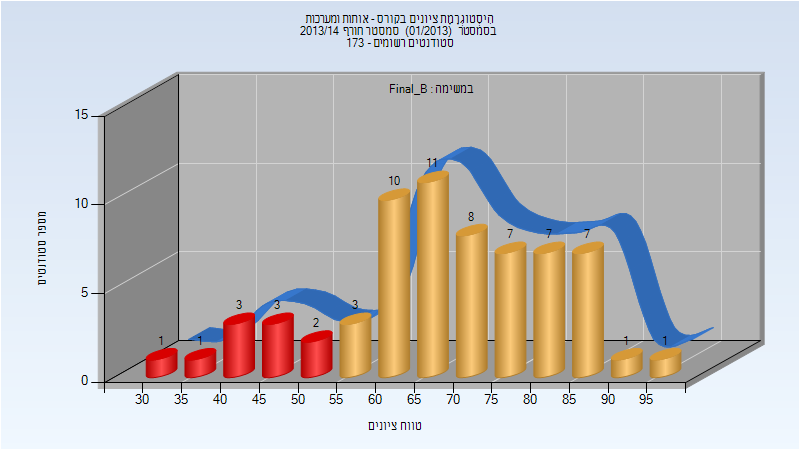 היסטוגרמת ציונים בקורס - אותות ומערכות
בסמסטר (01/2013) סמסטר חורף 2013/14
סטודנטים רשומים - 173
במשימה : Final_B
מספר סטודנטים
15
10
5
0
1
1
3
3
2
3
10
11
8
7
7
7
1
1
30 35 40 45 50 55 60 65 70 75 80 85 90 95
טווח ציונים